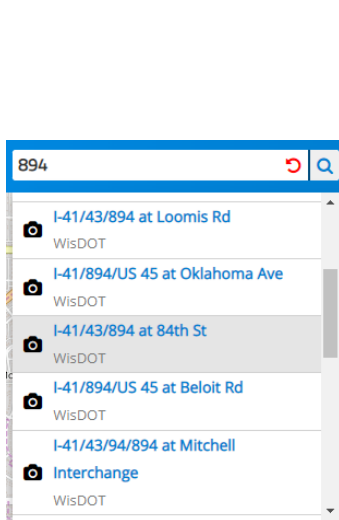 894
I-41/43/894 at Loomis Rd
WisDOT
I-41/894/US 45 at Oklahoma Ave
WisDOT
I-41/43/894 at 84th St
WisDOT
I-41/894/US 45 at Beloit Rd
WisDOT
I-41/43/94/894 at Mitchell
Interchange
WisDOT